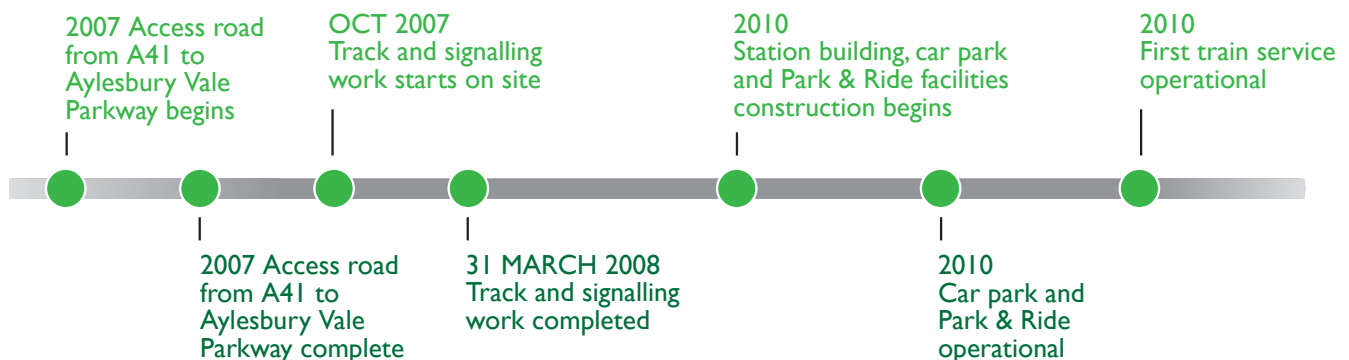 2007 Access road
from A41 to
Aylesbury Vale
Parkway begins
OCT 2007
Track and signalling
work starts on site
2010
Station building, car park
and Park & Ride facilities
construction begins
2010
First train service
operational
2007 Access road
from A41 to
Aylesbury Vale
Parkway complete
31 MARCH 2008
Track and signalling
work completed
2010
Car park and
Park & Ride
operational